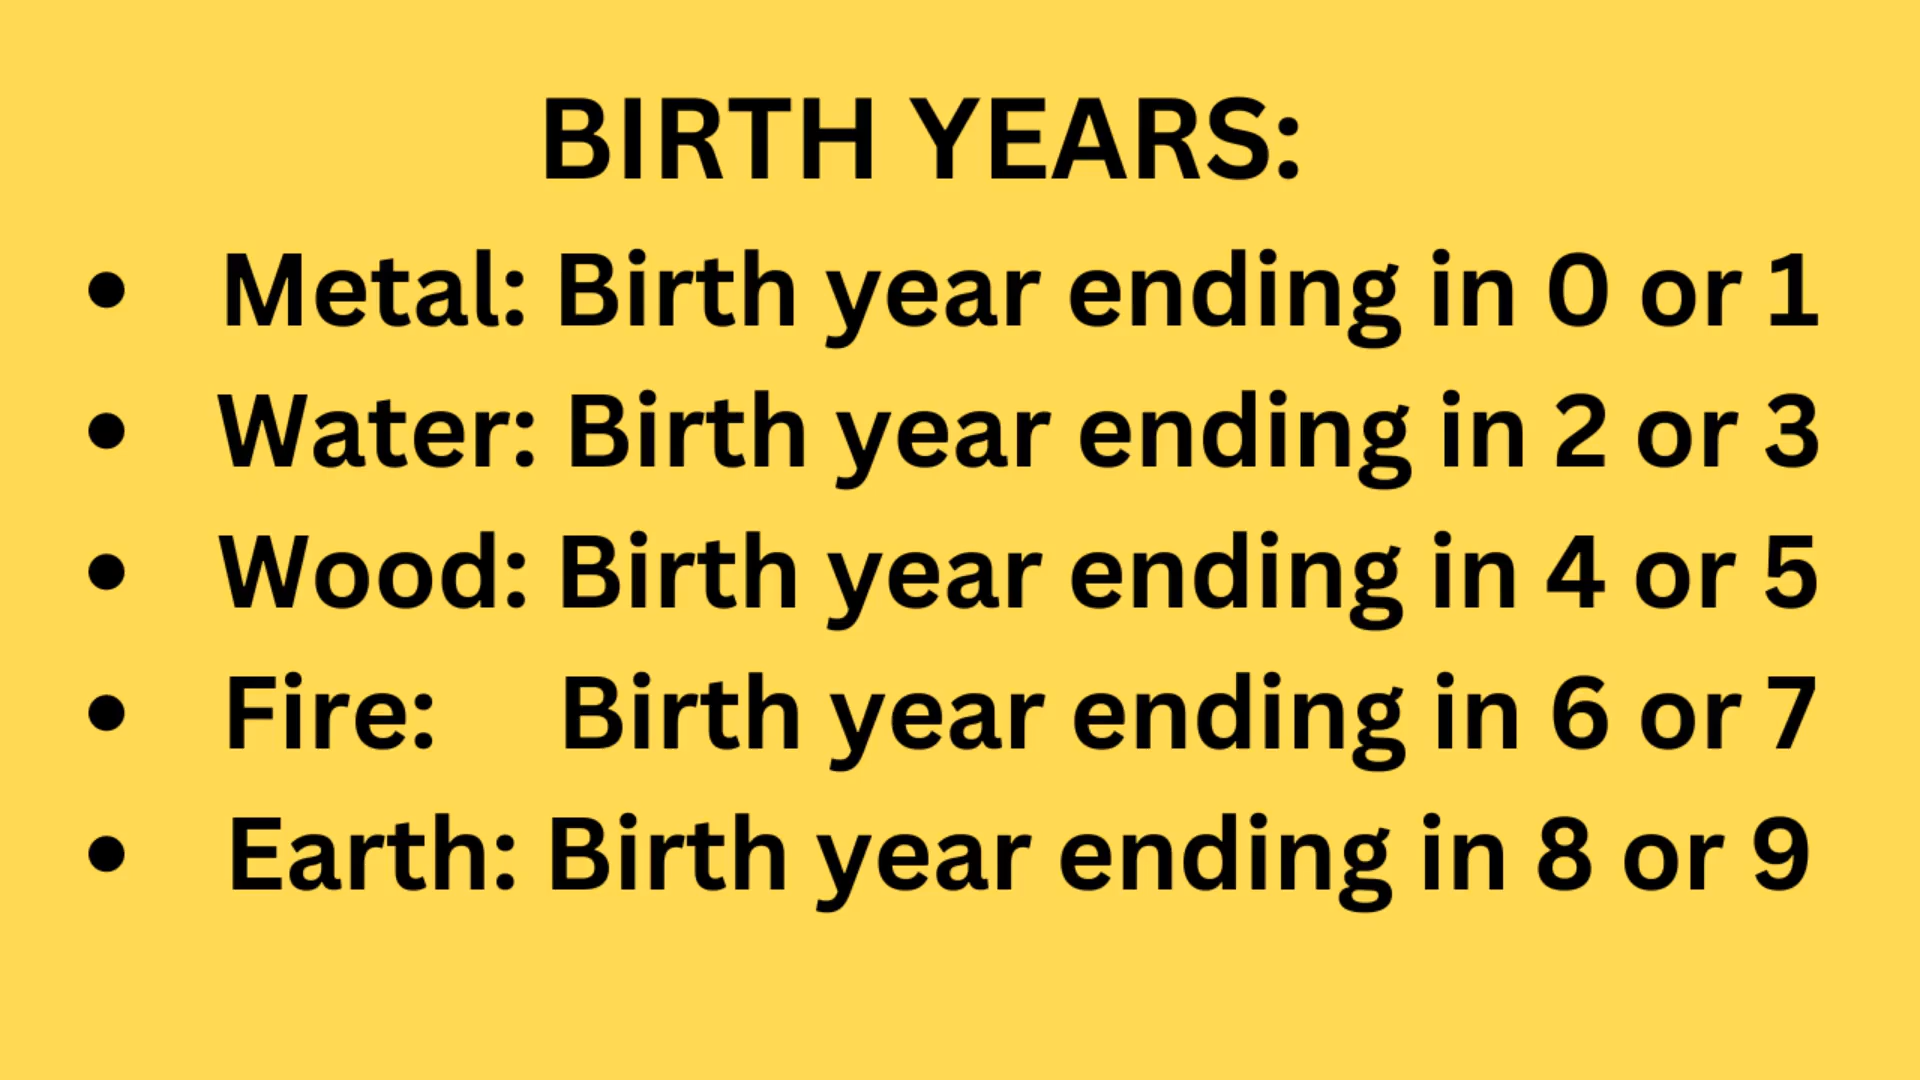 BIRTH YEARS:
• Metal: Birth year ending in 0 or 1
• Water: Birth year ending in 2 or 3
• Wood: Birth year ending in 4 or 5
• Fire: Birth year ending in 6 or 7
• Earth: Birth year ending in 8 or 9